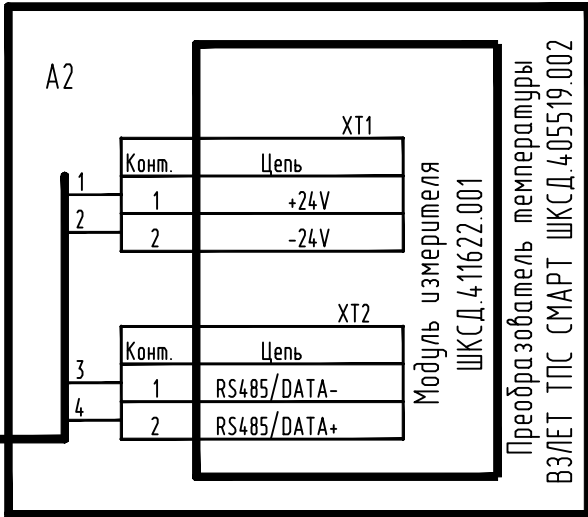 А2
XT1
Конт. Цепь
1 1 +24V
2 2 -24V
XT2
Конт. Цепь
3 1 RS485/DATA-
4 2 RS485/DATA+
Модуль измерителя
ШКСД.411622.001
Преобразователь температуры
ВЗЛЕТ ТПС СМАРТ ШКСД.405519.002